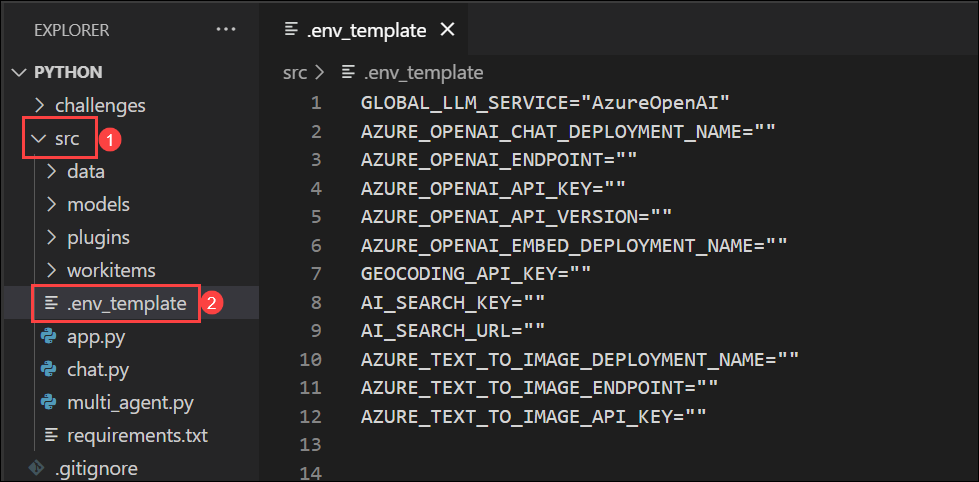 EXPLORER
PYTHON
challenges
src
1
data
models
plugins
workitems
.env_template
2
app.py
chat.py
multi_agent.py
requirements.txt
.gitignore
.env_template
src > .env_template
1 GLOBAL_LLM_SERVICE="AzureOpenAI"
2 AZURE_OPENAI_CHAT_DEPLOYMENT_NAME=""
3 AZURE_OPENAI_ENDPOINT=""
4 AZURE_OPENAI_API_KEY=""
5 AZURE_OPENAI_API_VERSION=""
6 AZURE_OPENAI_EMBED_DEPLOYMENT_NAME=""
7 GEOCODING_API_KEY=""
8 AI_SEARCH_KEY=""
9 AI_SEARCH_URL=""
10 AZURE_TEXT_TO_IMAGE_DEPLOYMENT_NAME=""
11 AZURE_TEXT_TO_IMAGE_ENDPOINT=""
12 AZURE_TEXT_TO_IMAGE_API_KEY=""
13
14